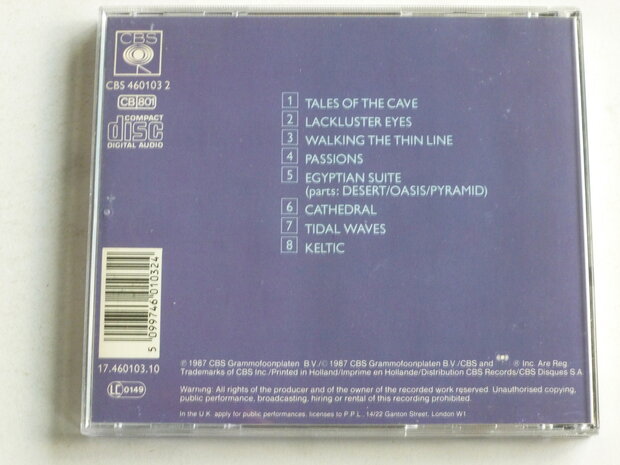 CBS
CBS 460103 2
CB 801
COMPACT
disc
DIGITAL AUDIO
1 TALES OF THE CAVE
2 LACKLUSTER EYES
3 WALKING THE THIN LINE
4 PASSIONS
5 EGYPTIAN SUITE
(parts: DESERT/OASIS/PYRAMID)
6 CATHEDRAL
7 TIDAL WAVES
8 KELTIC
5 099746 010324
17.460103.10
LC 0149
℗ 1987 CBS Grammofoonplaten B.V./© 1987 CBS Grammofoonplaten B.V./CBS and CBS ® Inc. Are Reg.
Trademarks of CBS Inc./Printed in Holland/Imprime en Hollande/Distribution CBS Records/CBS Disques S.A
Warning: All rights of the producer and of the owner of the recorded work reserved. Unauthorised copying,
public performance, broadcasting, hiring or rental of this recording prohibited.
In the U.K. apply for public performances, licenses to P.P.L., 14/22 Ganton Street, London W1